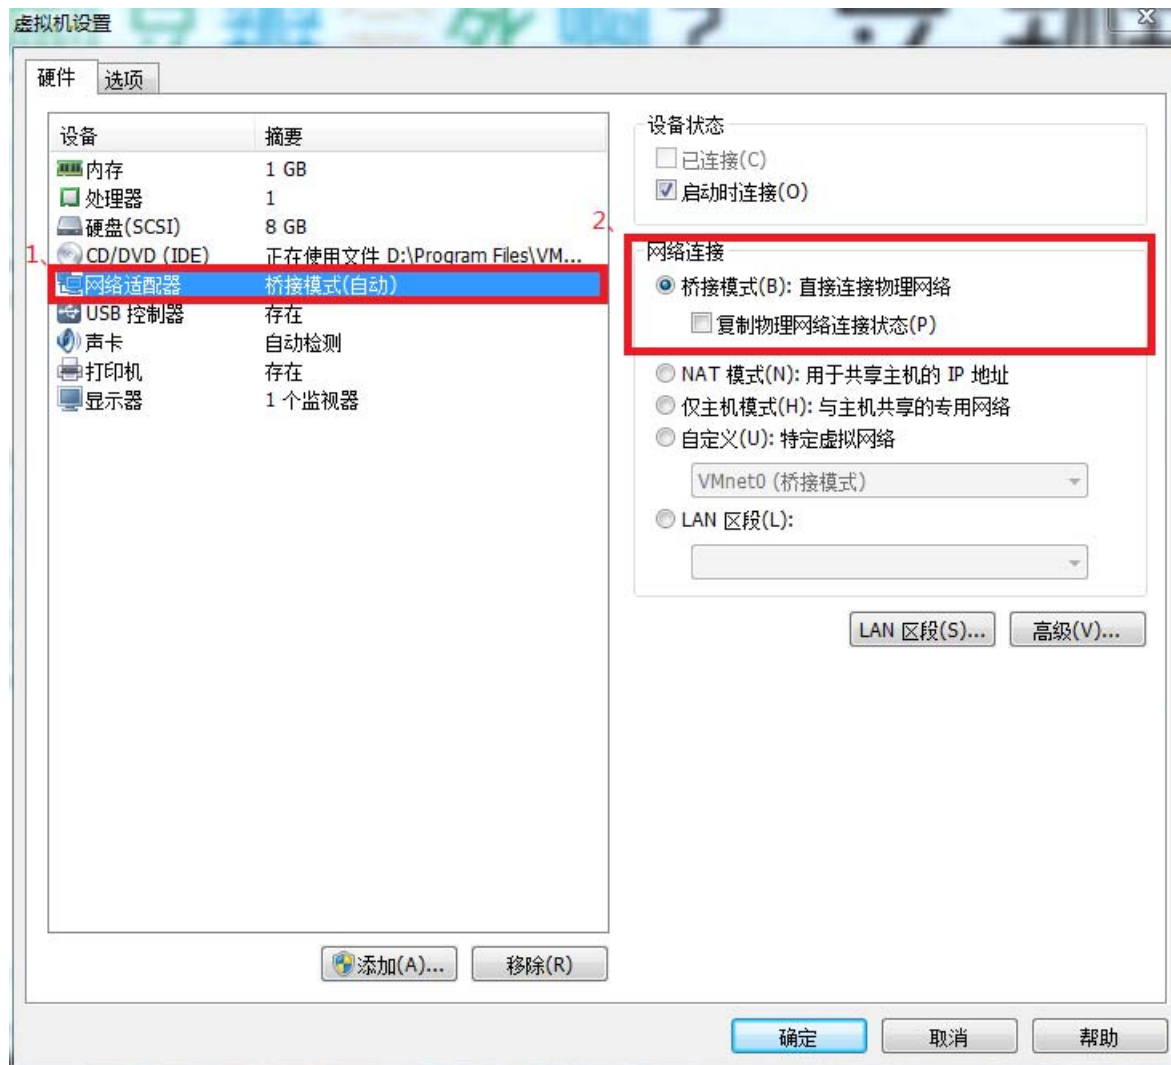 虚拟机设置
硬件 选项
设备 摘要
内存 1 GB
处理器 1
硬盘(SCSI) 8 GB
1、
CD/DVD (IDE) 正在使用文件 D:\Program Files\VM...
网络适配器 桥接模式(自动)
USB 控制器 存在
声卡 自动检测
打印机 存在
显示器 1 个监视器
添加(A)... 移除(R)
设备状态
已连接(C)
启动时连接(O)
2、
网络连接
桥接模式(B): 直接连接物理网络
复制物理网络连接状态(P)
NAT 模式(N): 用于共享主机的 IP 地址
仅主机模式(H): 与主机共享的专用网络
自定义(U): 特定虚拟网络
VMnet0 (桥接模式)
LAN 区段(L):
LAN 区段(S)... 高级(V)...
确定 取消 帮助